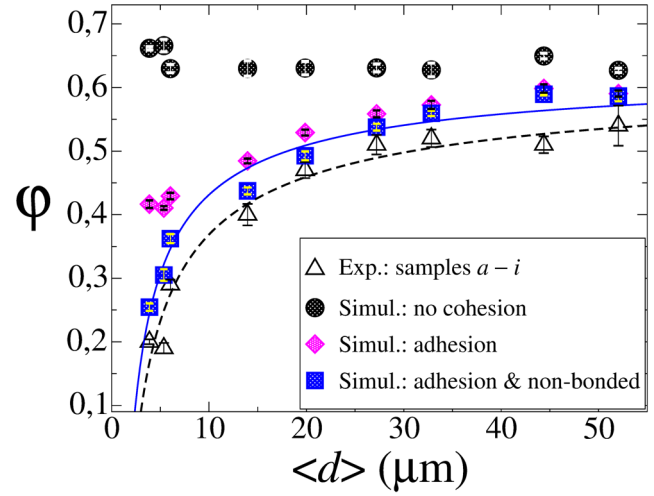 0,7
0,6
0,5
0,4
0,3
0,2
0,1
φ
Exp.: samples a – i
Simul.: no cohesion
Simul.: adhesion
Simul.: adhesion & non-bonded
0 10 20 30 40 50
<d> (μm)